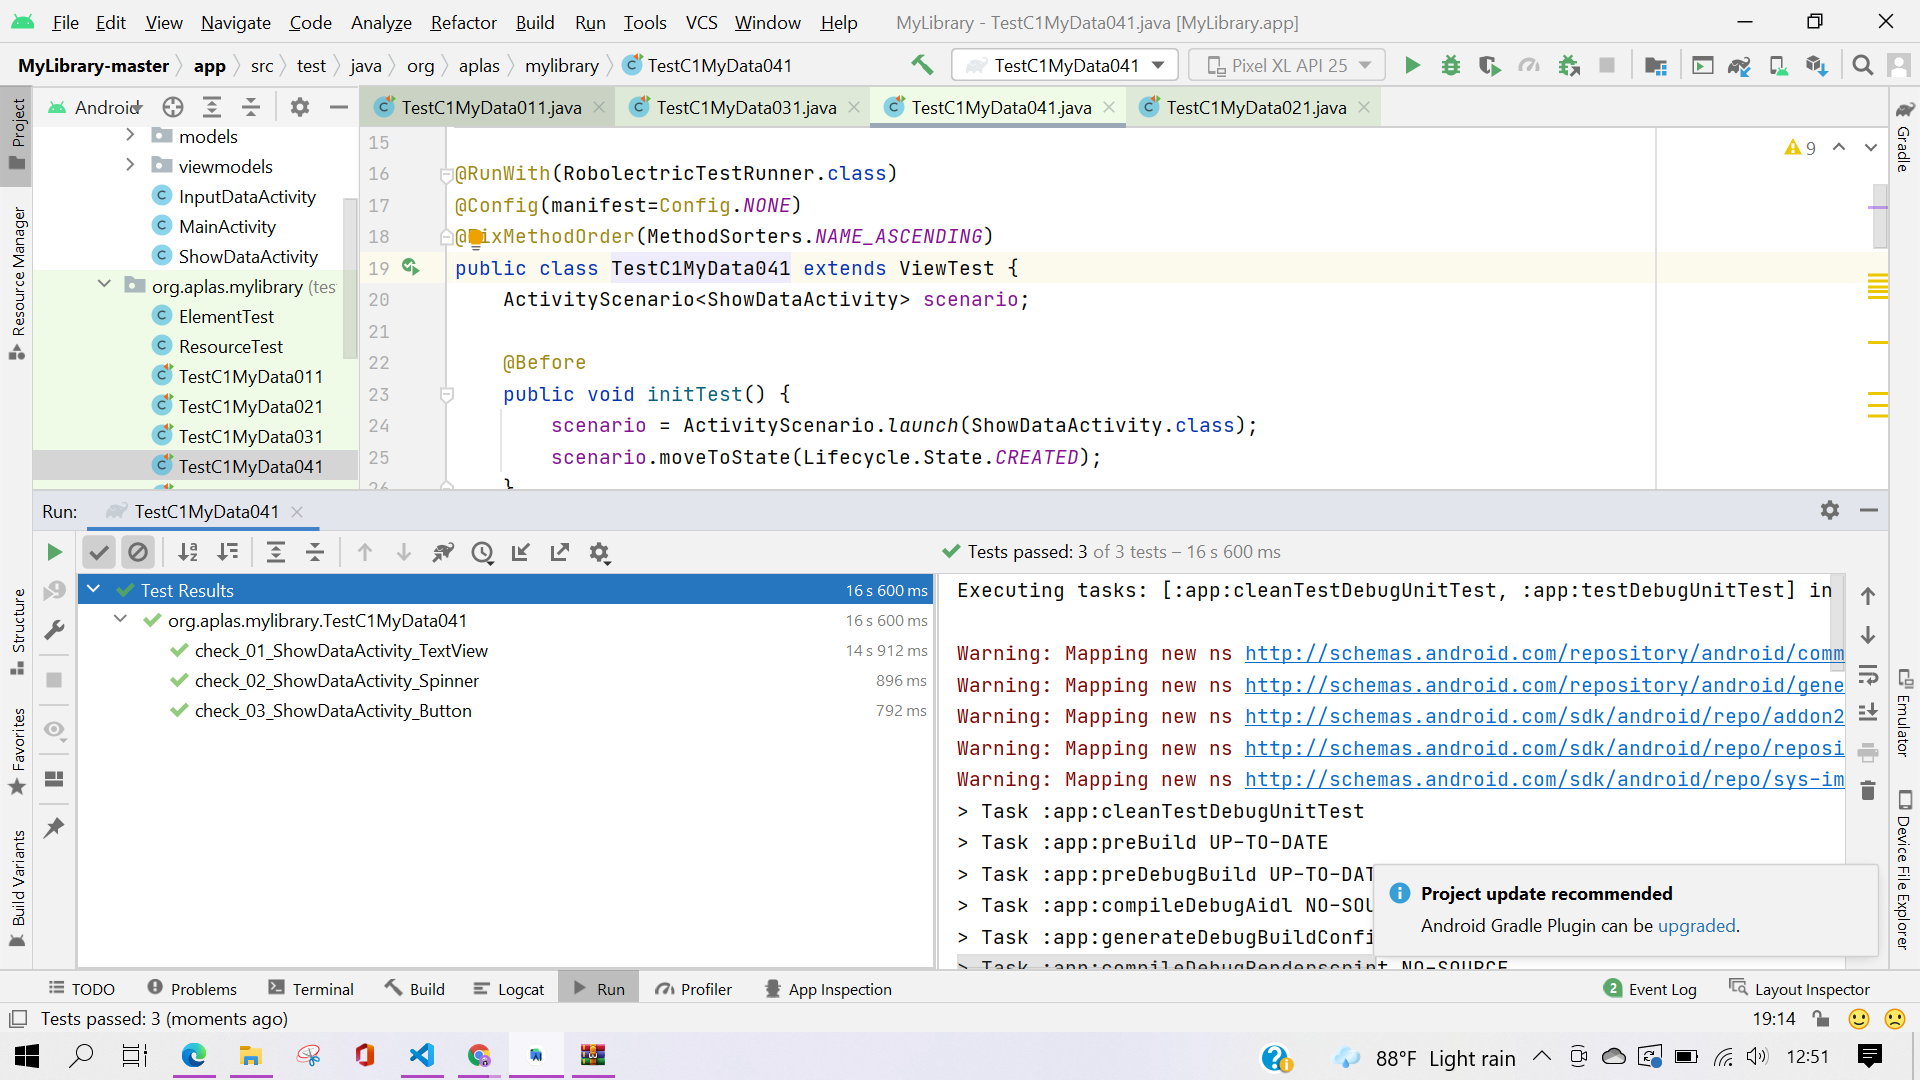 File Edit View Navigate Code Analyze Refactor Build Run Tools VCS Window Help MyLibrary - TestC1MyData041.java [MyLibrary.app]
MyLibrary-master app src test java org aplas mylibrary TestC1MyData041 TestC1MyData041 Pixel XL API 25
Android TestC1MyData011.java TestC1MyData031.java TestC1MyData041.java TestC1MyData021.java
Project
Resource Manager
Structure
Favorites
Build Variants
models
viewmodels
InputDataActivity
MainActivity
ShowDataActivity
org.aplas.mylibrary (tes
ElementTest
ResourceTest
TestC1MyData011
TestC1MyData021
TestC1MyData031
TestC1MyData041
15
16 @RunWith(RobolectricTestRunner.class)
17 @Config(manifest=Config.NONE)
18 @FixMethodOrder(MethodSorters.NAME_ASCENDING)
19 public class TestC1MyData041 extends ViewTest {
20 ActivityScenario<ShowDataActivity> scenario;
21
22 @Before
23 public void initTest() {
24 scenario = ActivityScenario.launch(ShowDataActivity.class);
25 scenario.moveToState(Lifecycle.State.CREATED);
26 }
9
Gradle
Emulator
Device File Explorer
Run: TestC1MyData041
Tests passed: 3 of 3 tests – 16 s 600 ms
Test Results 16 s 600 ms
org.aplas.mylibrary.TestC1MyData041 16 s 600 ms
check_01_ShowDataActivity_TextView 14 s 912 ms
check_02_ShowDataActivity_Spinner 896 ms
check_03_ShowDataActivity_Button 792 ms
Executing tasks: [:app:cleanTestDebugUnitTest, :app:testDebugUnitTest] in
Warning: Mapping new ns http://schemas.android.com/repository/android/comm
Warning: Mapping new ns http://schemas.android.com/repository/android/gene
Warning: Mapping new ns http://schemas.android.com/sdk/android/repo/addon2
Warning: Mapping new ns http://schemas.android.com/sdk/android/repo/reposi
Warning: Mapping new ns http://schemas.android.com/sdk/android/repo/sys-im
> Task :app:cleanTestDebugUnitTest
> Task :app:preBuild UP-TO-DATE
> Task :app:preDebugBuild UP-TO-DAT
> Task :app:compileDebugAidl NO-SOU
> Task :app:generateDebugBuildConfi
> Task :app:compileDebugRenderscript NO-SOURCE
Project update recommended
Android Gradle Plugin can be upgraded.
TODO Problems Terminal Build Logcat Run Profiler App Inspection 2 Event Log Layout Inspector
Tests passed: 3 (moments ago) 19:14
88°F Light rain 12:51